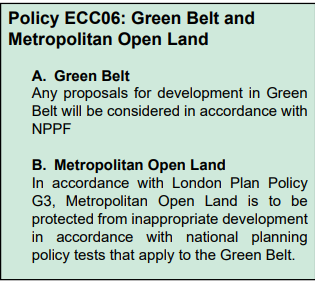 Policy ECC06: Green Belt and
Metropolitan Open Land
A. Green Belt
Any proposals for development in Green
Belt will be considered in accordance with
NPPF
B. Metropolitan Open Land
In accordance with London Plan Policy
G3, Metropolitan Open Land is to be
protected from inappropriate development
in accordance with national planning
policy tests that apply to the Green Belt.